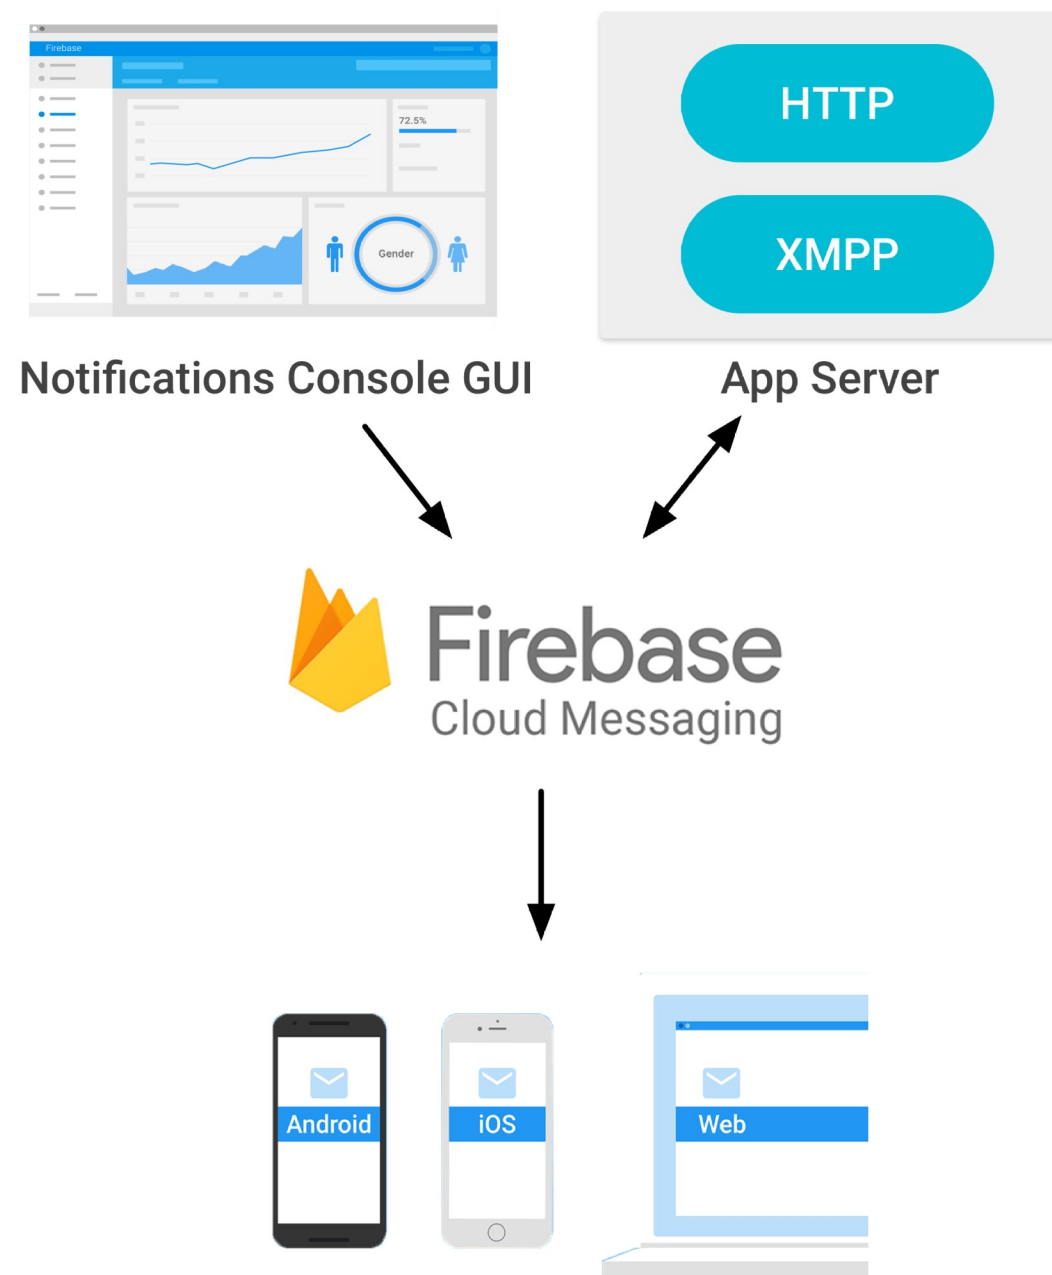 Firebase
72.5%
Gender
HTTP
XMPP
Notifications Console GUI
App Server
Firebase
Cloud Messaging
Android
iOS
Web